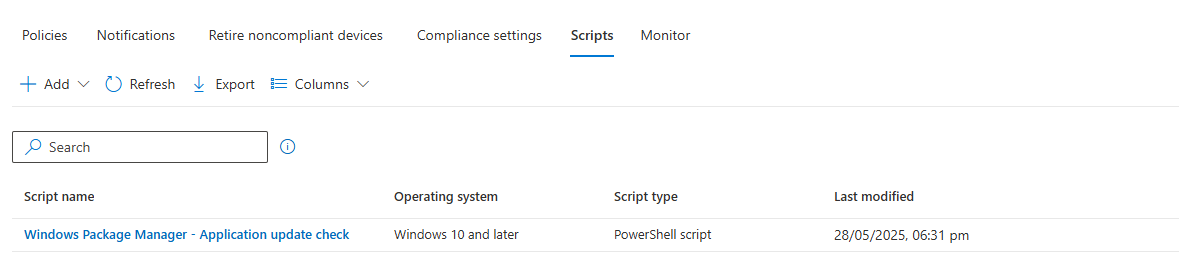 Policies Notifications Retire noncompliant devices Compliance settings Scripts Monitor
Add Refresh Export Columns
Search
Script name Operating system Script type Last modified
Windows Package Manager - Application update check Windows 10 and later PowerShell script 28/05/2025, 06:31 pm